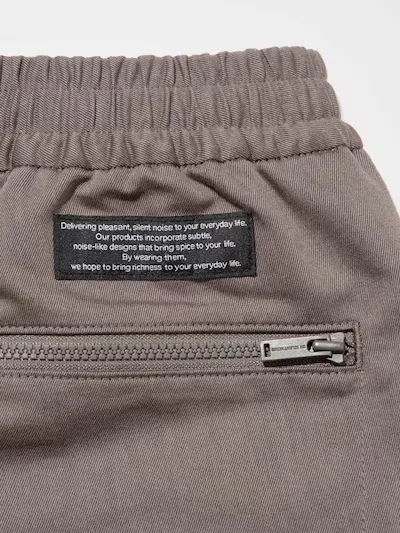 Delivering pleasant, silent noise to your everyday life.
Our products incorporate subtle,
noise-like designs that bring spice to your life.
By wearing them,
we hope to bring richness to your everyday life.